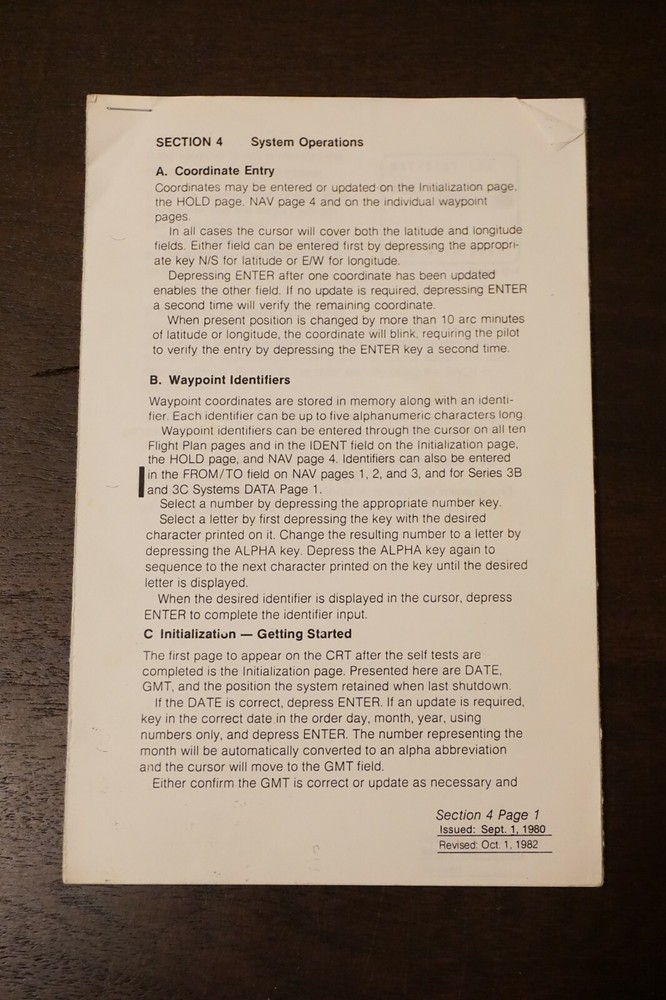 SECTION 4 System Operations
A. Coordinate Entry
Coordinates may be entered or updated on the Initialization page,
the HOLD page, NAV page 4 and on the individual waypoint
pages.
In all cases the cursor will cover both the latitude and longitude
fields. Either field can be entered first by depressing the appropri-
ate key N/S for latitude or E/W for longitude.
Depressing ENTER after one coordinate has been updated
enables the other field. If no update is required, depressing ENTER
a second time will verify the remaining coordinate.
When present position is changed by more than 10 arc minutes
of latitude or longitude, the coordinate will blink, requiring the pilot
to verify the entry by depressing the ENTER key a second time.
B. Waypoint Identifiers
Waypoint coordinates are stored in memory along with an identi-
fier. Each identifier can be up to five alphanumeric characters long.
Waypoint identifiers can be entered through the cursor on all ten
Flight Plan pages and in the IDENT field on the Initialization page,
the HOLD page, and NAV page 4. Identifiers can also be entered
in the FROM/TO field on NAV pages 1, 2, and 3, and for Series 3B
and 3C Systems DATA Page 1.
Select a number by depressing the appropriate number key.
Select a letter by first depressing the key with the desired
character printed on it. Change the resulting number to a letter by
depressing the ALPHA key. Depress the ALPHA key again to
sequence to the next character printed on the key until the desired
letter is displayed.
When the desired identifier is displayed in the cursor, depress
ENTER to complete the identifier input.
C Initialization — Getting Started
The first page to appear on the CRT after the self tests are
completed is the Initialization page. Presented here are DATE,
GMT, and the position the system retained when last shutdown.
If the DATE is correct, depress ENTER. If an update is required,
key in the correct date in the order day, month, year, using
numbers only, and depress ENTER. The number representing the
month will be automatically converted to an alpha abbreviation
and the cursor will move to the GMT field.
Either confirm the GMT is correct or update as necessary and
Section 4 Page 1
Issued: Sept. 1, 1980
Revised: Oct. 1, 1982